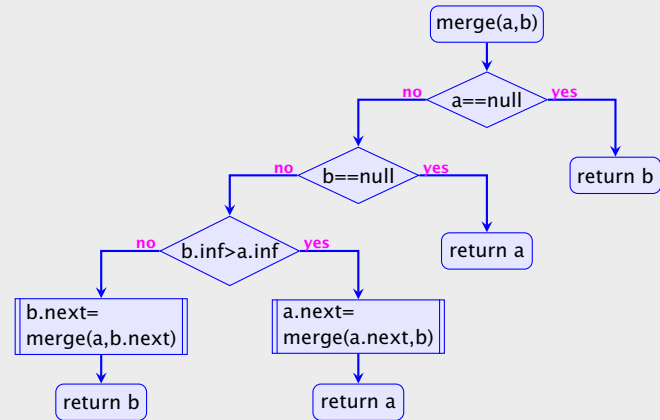 merge(a,b)
no
yes
a==null
no
yes
b==null
return b
no
yes
b.inf>a.inf
return a
b.next=
merge(a,b.next)
a.next=
merge(a.next,b)
return b
return a